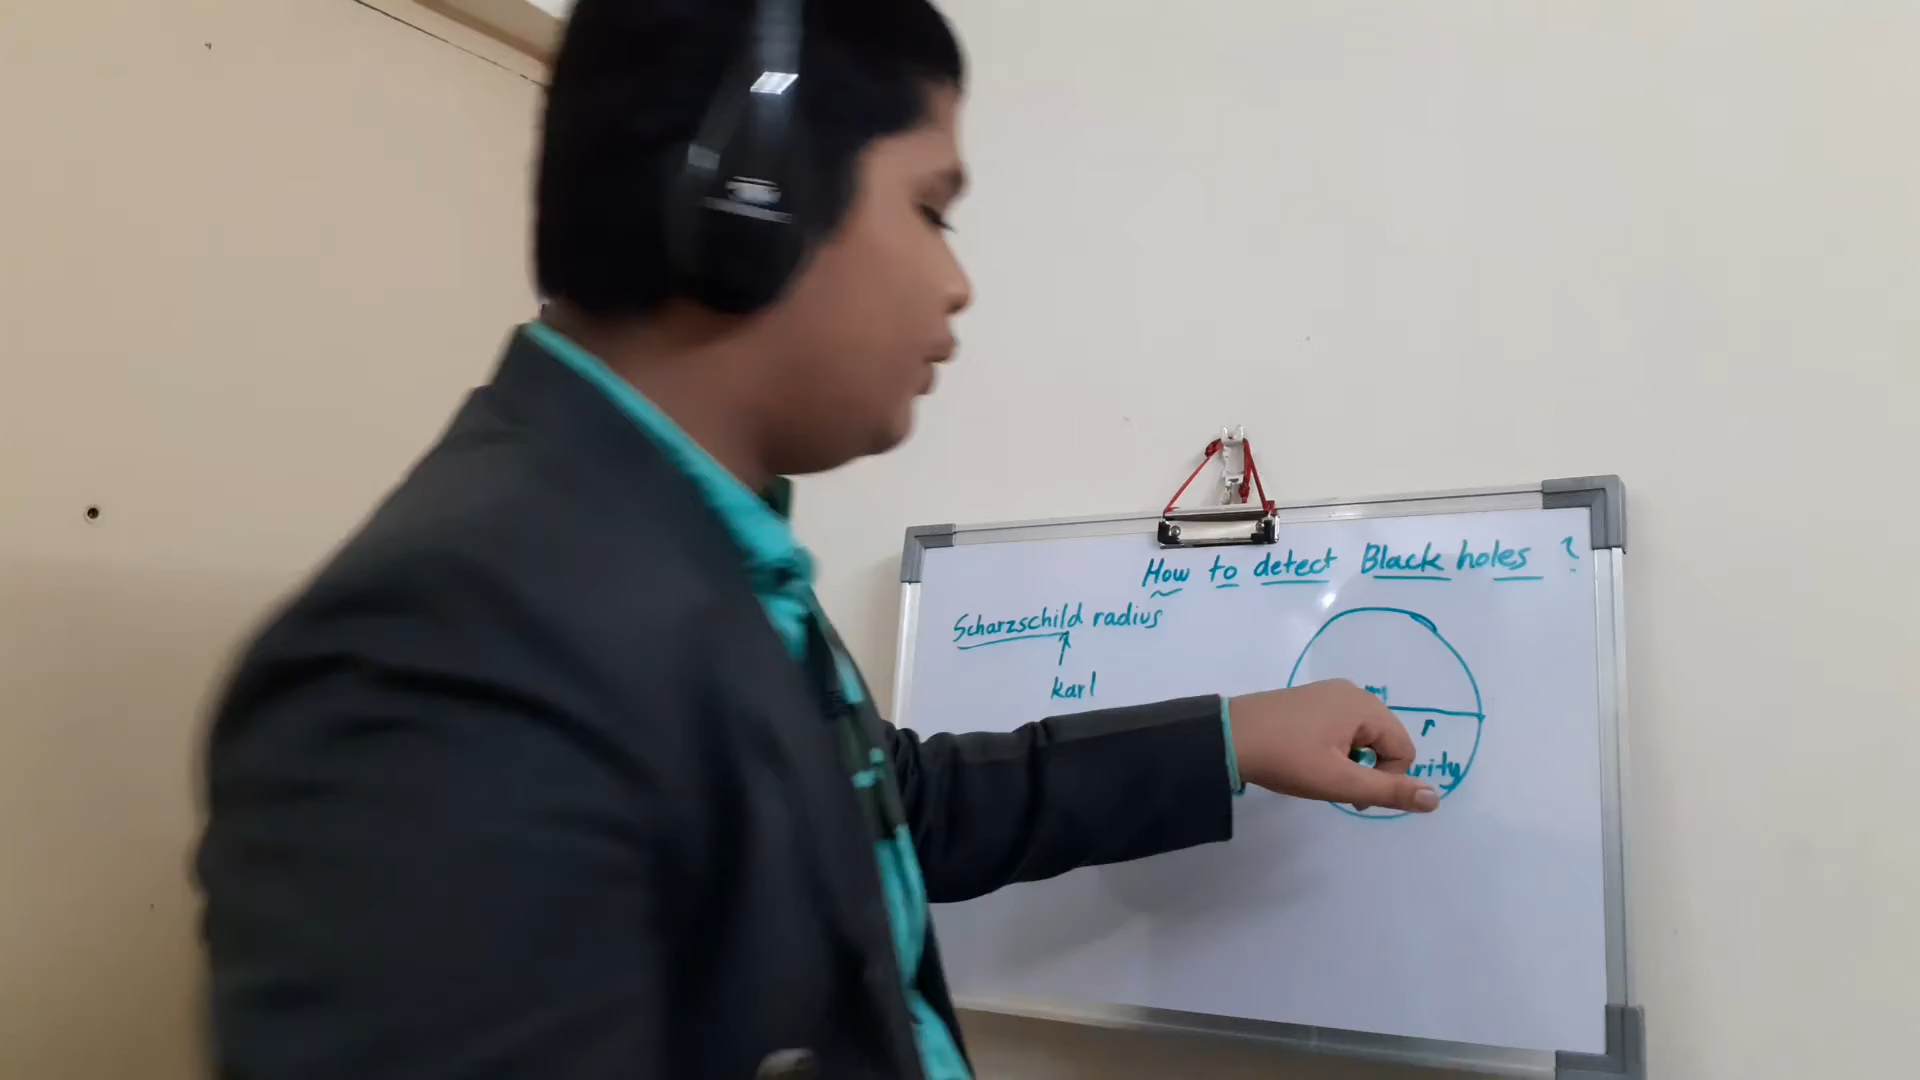 How to detect Black holes ?
Scharzschild radius
karl
r